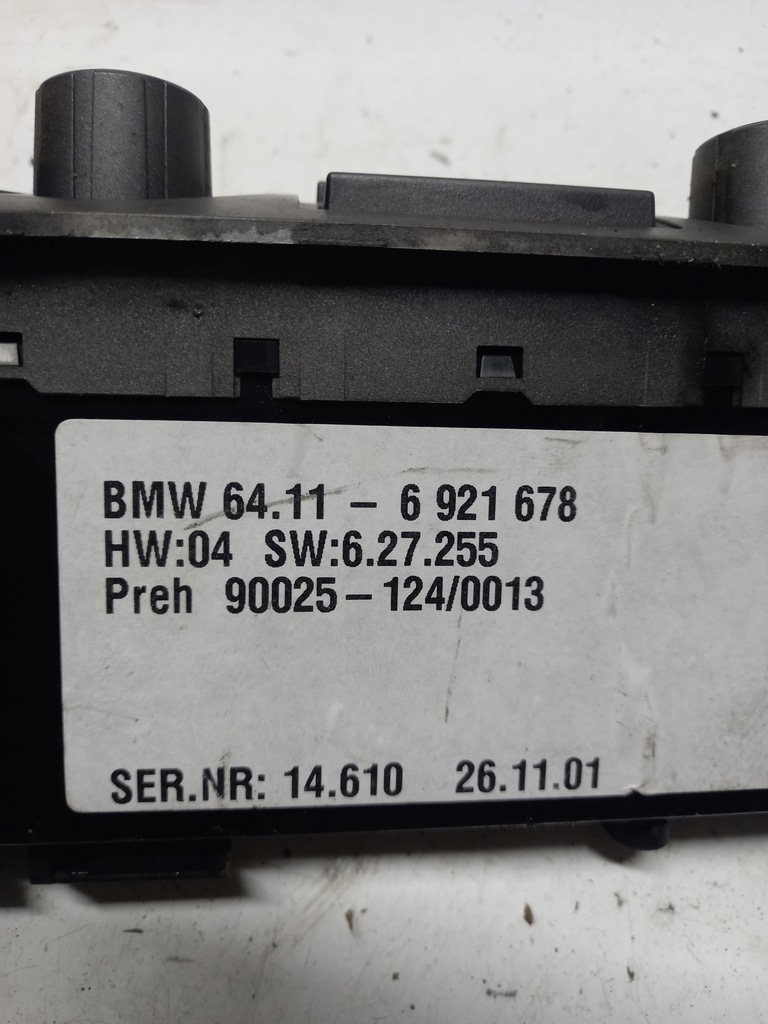 BMW 64.11 – 6 921 678
HW:04 SW:6.27.255
Preh 90025–124/0013
SER.NR: 14.610 26.11.01